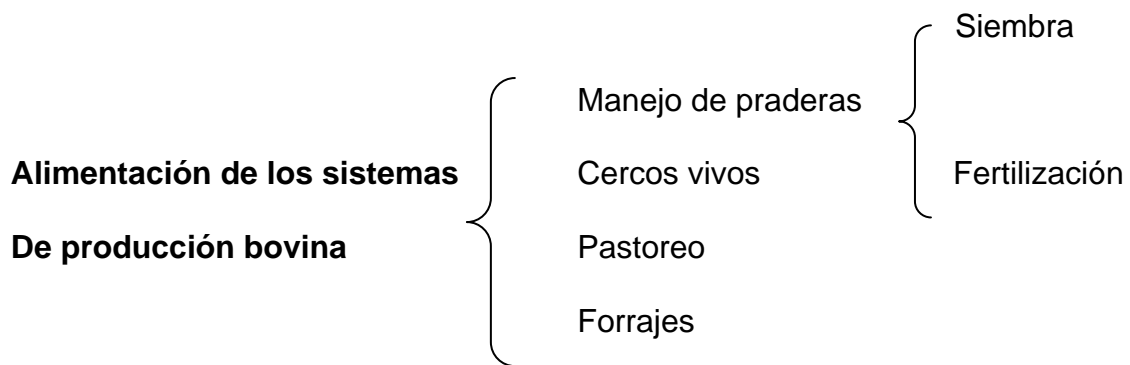 Siembra
Manejo de praderas
Alimentación de los sistemas
Cercos vivos
Fertilización
De producción bovina
Pastoreo
Forrajes